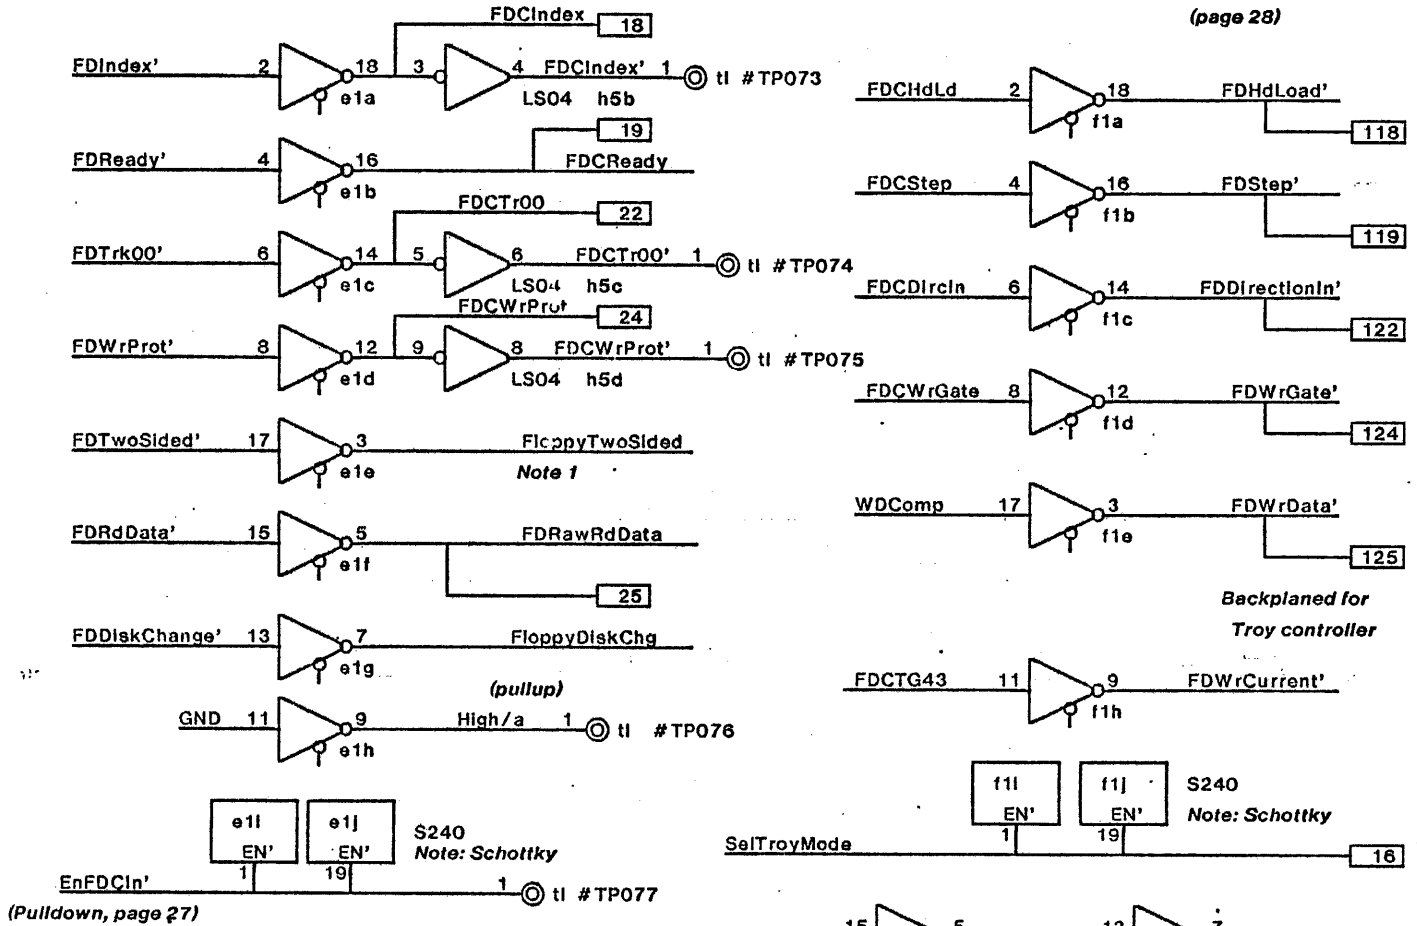 FDCIndex 18
FDIndex' 2 18 3 4 FDCIndex' 1 tl #TP073
e1a LS04 h5b
19
FDReady' 4 16 FDCReady
e1b
FDCTr00 22
FDTrk00' 6 14 5 6 FDCTr00' 1 tl #TP074
e1c LS04 h5c
FDCWrProt 24
FDWrProt' 8 12 9 8 FDCWrProt' 1 tl #TP075
e1d LS04 h5d
FDTwoSided' 17 3 FloppyTwoSided
e1e Note 1
FDRdData' 15 5 FDRawRdData
e1f
25
FDDiskChange' 13 7 FloppyDiskChg
e1g
(pullup)
GND 11 9 High/a 1 tl #TP076
e1h
e1i e1j S240
EN' EN' Note: Schottky
1 19
EnFDCIn' 1 tl #TP077
(Pulldown, page 27)
(page 28)
FDCHdLd 2 18 FDHdLoad'
f1a 118
FDCStep 4 16 FDStep'
f1b 119
FDCDircIn 6 14 FDDirectionIn'
f1c 122
FDCWrGate 8 12 FDWrGate'
f1d 124
WDComp 17 3 FDWrData'
f1e 125
Backplaned for
Troy controller
FDCTG43 11 9 FDWrCurrent'
f1h
f1i f1j S240
EN' EN' Note: Schottky
1 19
SelTroyMode 16
15 5 13 7